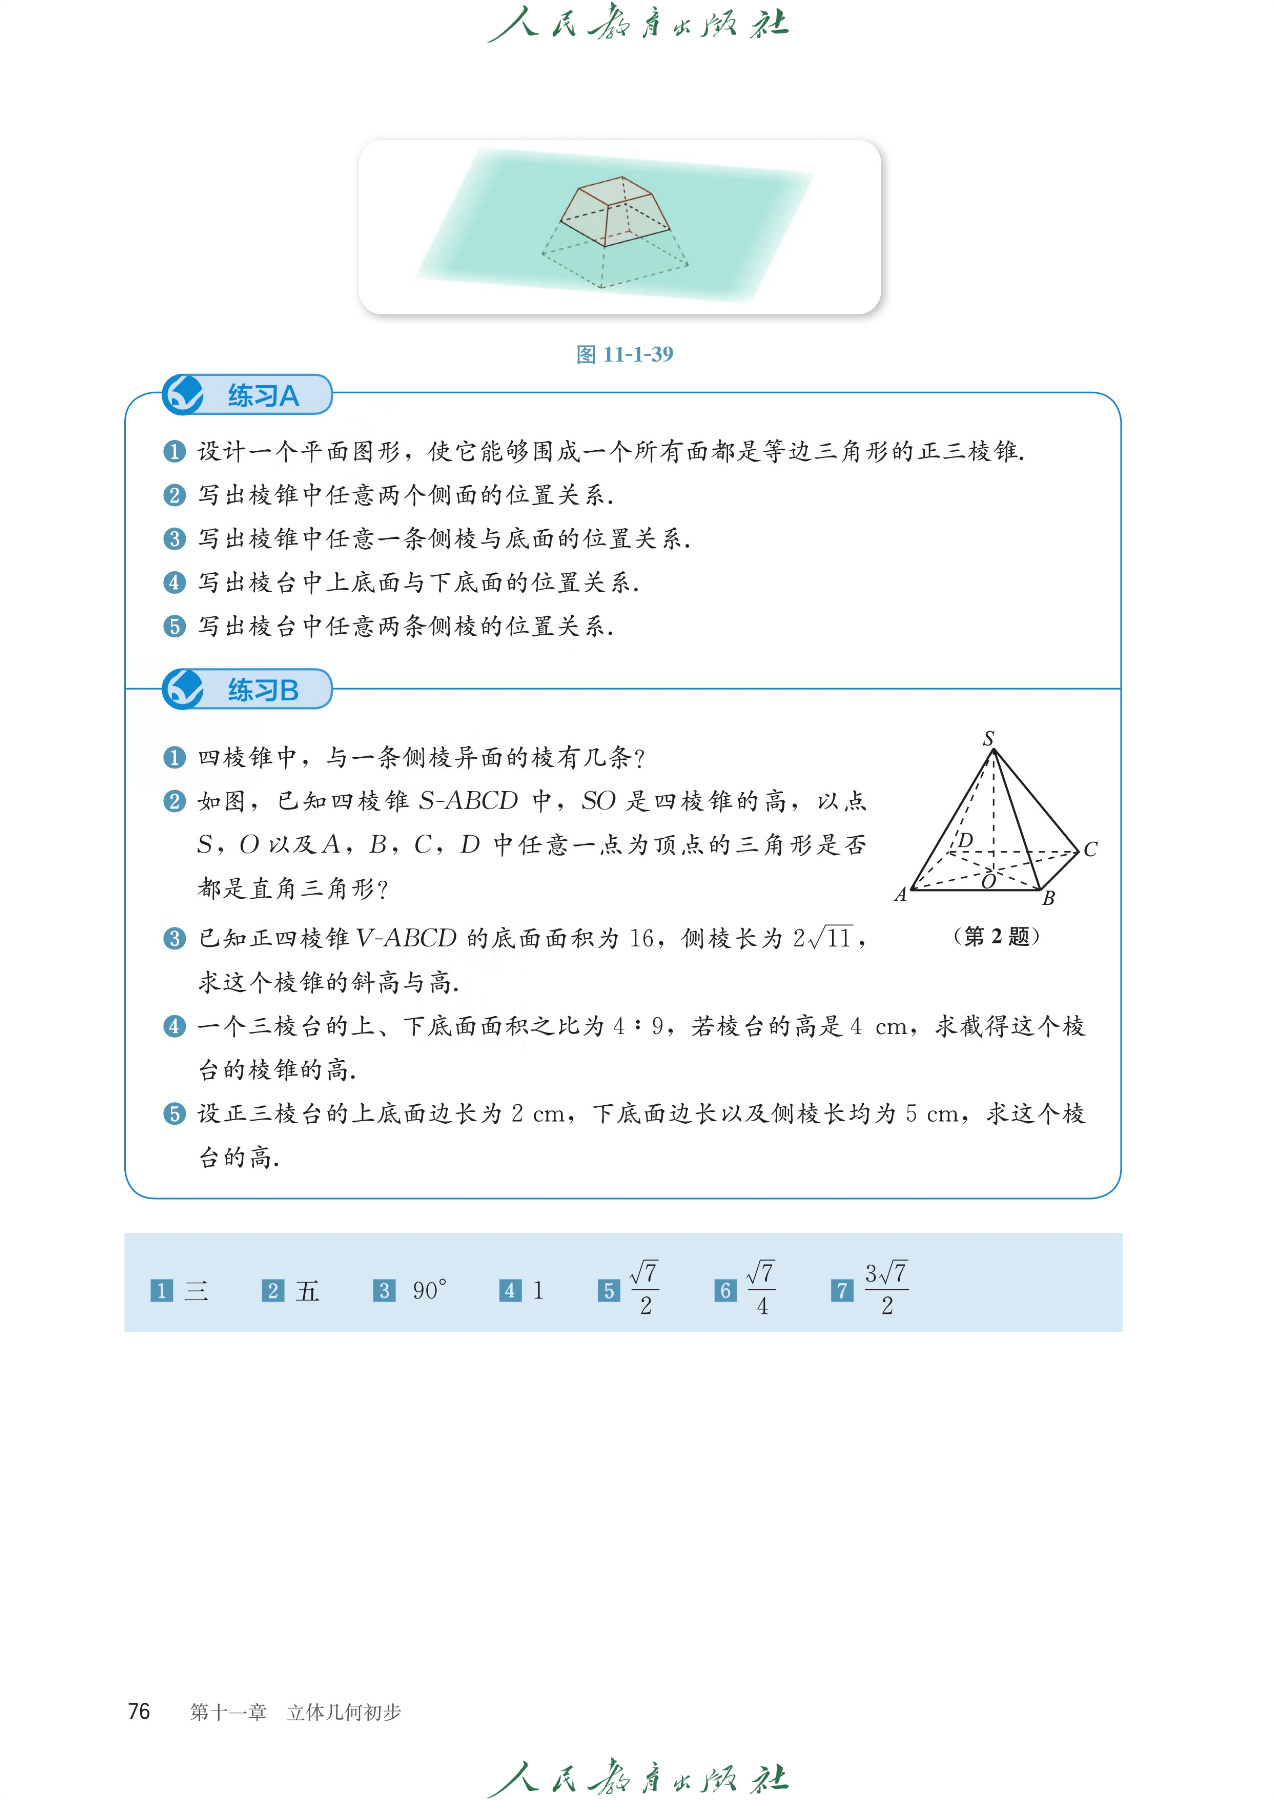 人民教育出版社
图 11-1-39
练习A
1 设计一个平面图形，使它能够围成一个所有面都是等边三角形的正三棱锥.
2 写出棱锥中任意两个侧面的位置关系.
3 写出棱锥中任意一条侧棱与底面的位置关系.
4 写出棱台中上底面与下底面的位置关系.
5 写出棱台中任意两条侧棱的位置关系.
练习B
1 四棱锥中，与一条侧棱异面的棱有几条？
2 如图，已知四棱锥 S-ABCD 中，SO 是四棱锥的高，以点
S，O 以及 A，B，C，D 中任意一点为顶点的三角形是否
都是直角三角形？
S
D
C
O
A
B
（第 2 题）
3 已知正四棱锥 V-ABCD 的底面面积为 16，侧棱长为 2√11，
求这个棱锥的斜高与高.
4 一个三棱台的上、下底面面积之比为 4∶9，若棱台的高是 4 cm，求截得这个棱
台的棱锥的高.
5 设正三棱台的上底面边长为 2 cm，下底面边长以及侧棱长均为 5 cm，求这个棱
台的高.
1 三 2 五 3 90° 4 1 5 √7/2 6 √7/4 7 3√7/2
76 第十一章 立体几何初步
人民教育出版社